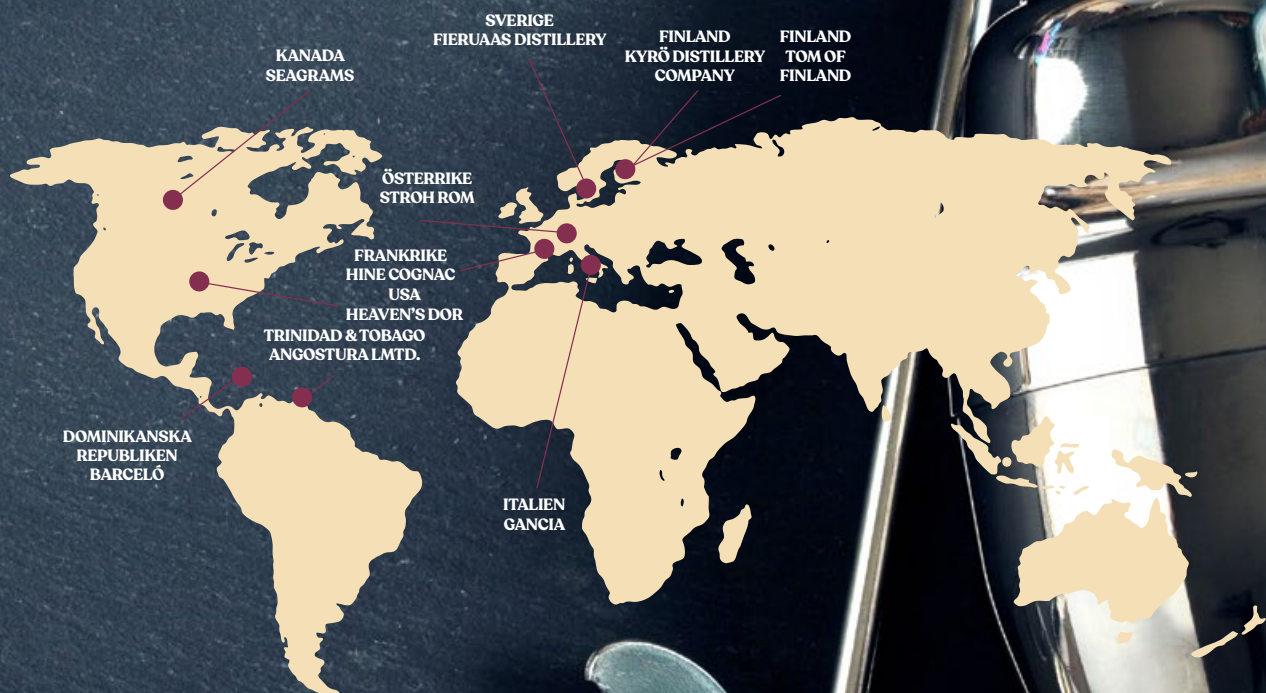 SVERIGE
FIERUAAS DISTILLERY
FINLAND
KYRÖ DISTILLERY
COMPANY
FINLAND
TOM OF
FINLAND
KANADA
SEAGRAMS
ÖSTERRIKE
STROH ROM
FRANKRIKE
HINE COGNAC
USA
HEAVEN'S DOR
TRINIDAD & TOBAGO
ANGOSTURA LMTD.
DOMINIKANSKA
REPUBLIKEN
BARCELÓ
ITALIEN
GANCIA